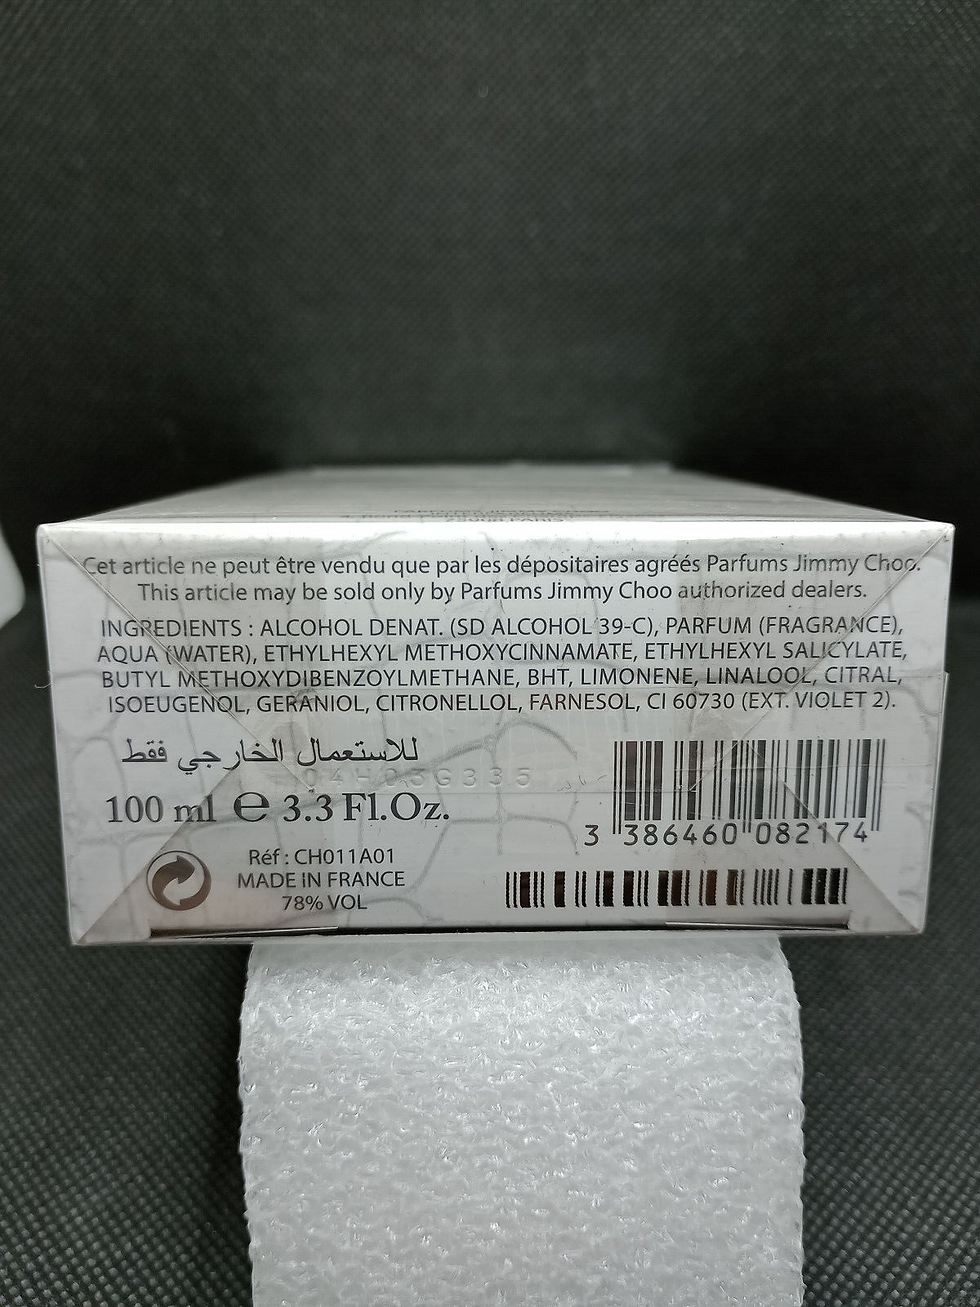 Cet article ne peut être vendu que par les dépositaires agréés Parfums Jimmy Choo.
This article may be sold only by Parfums Jimmy Choo authorized dealers.
INGREDIENTS : ALCOHOL DENAT. (SD ALCOHOL 39-C), PARFUM (FRAGRANCE),
AQUA (WATER), ETHYLHEXYL METHOXYCINNAMATE, ETHYLHEXYL SALICYLATE,
BUTYL METHOXYDIBENZOYLMETHANE, BHT, LIMONENE, LINALOOL, CITRAL,
ISOEUGENOL, GERANIOL, CITRONELLOL, FARNESOL, CI 60730 (EXT. VIOLET 2).
للاستعمال الخارجي فقط
100 ml ℮ 3.3 Fl.Oz.
3 386460 082174
Réf : CH011A01
MADE IN FRANCE
78% VOL